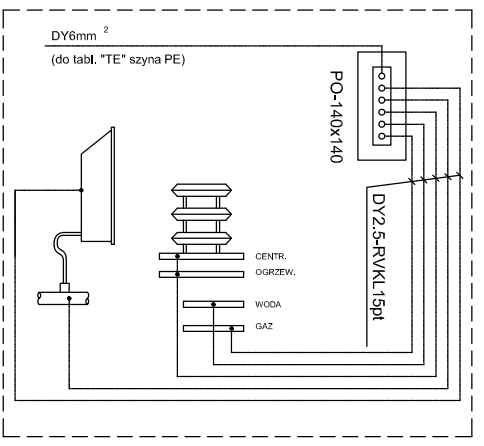 DY6mm 2
(do tabl. "TE" szyna PE)
PO-140x140
DY2.5-RVKL15pt
CENTR.
OGRZEW.
WODA
GAZ